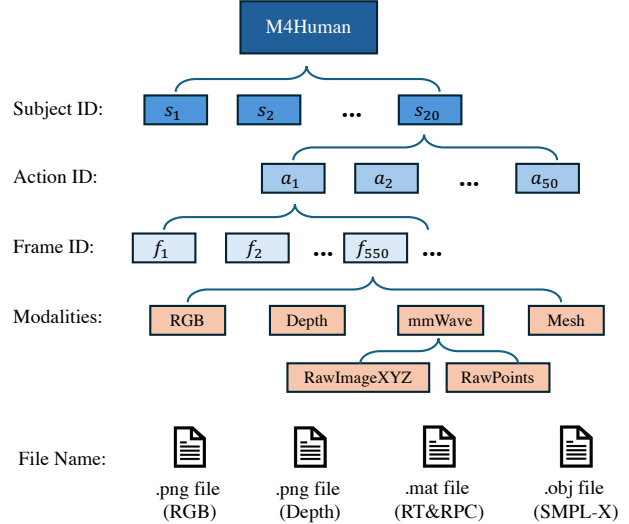 M4Human
Subject ID: s1 s2 ... s20
Action ID: a1 a2 ... a50
Frame ID: f1 f2 ... f550 ...
Modalities: RGB Depth mmWave Mesh
RawImageXYZ RawPoints
File Name:
.png file .png file .mat file .obj file
(RGB) (Depth) (RT&RPC) (SMPL-X)